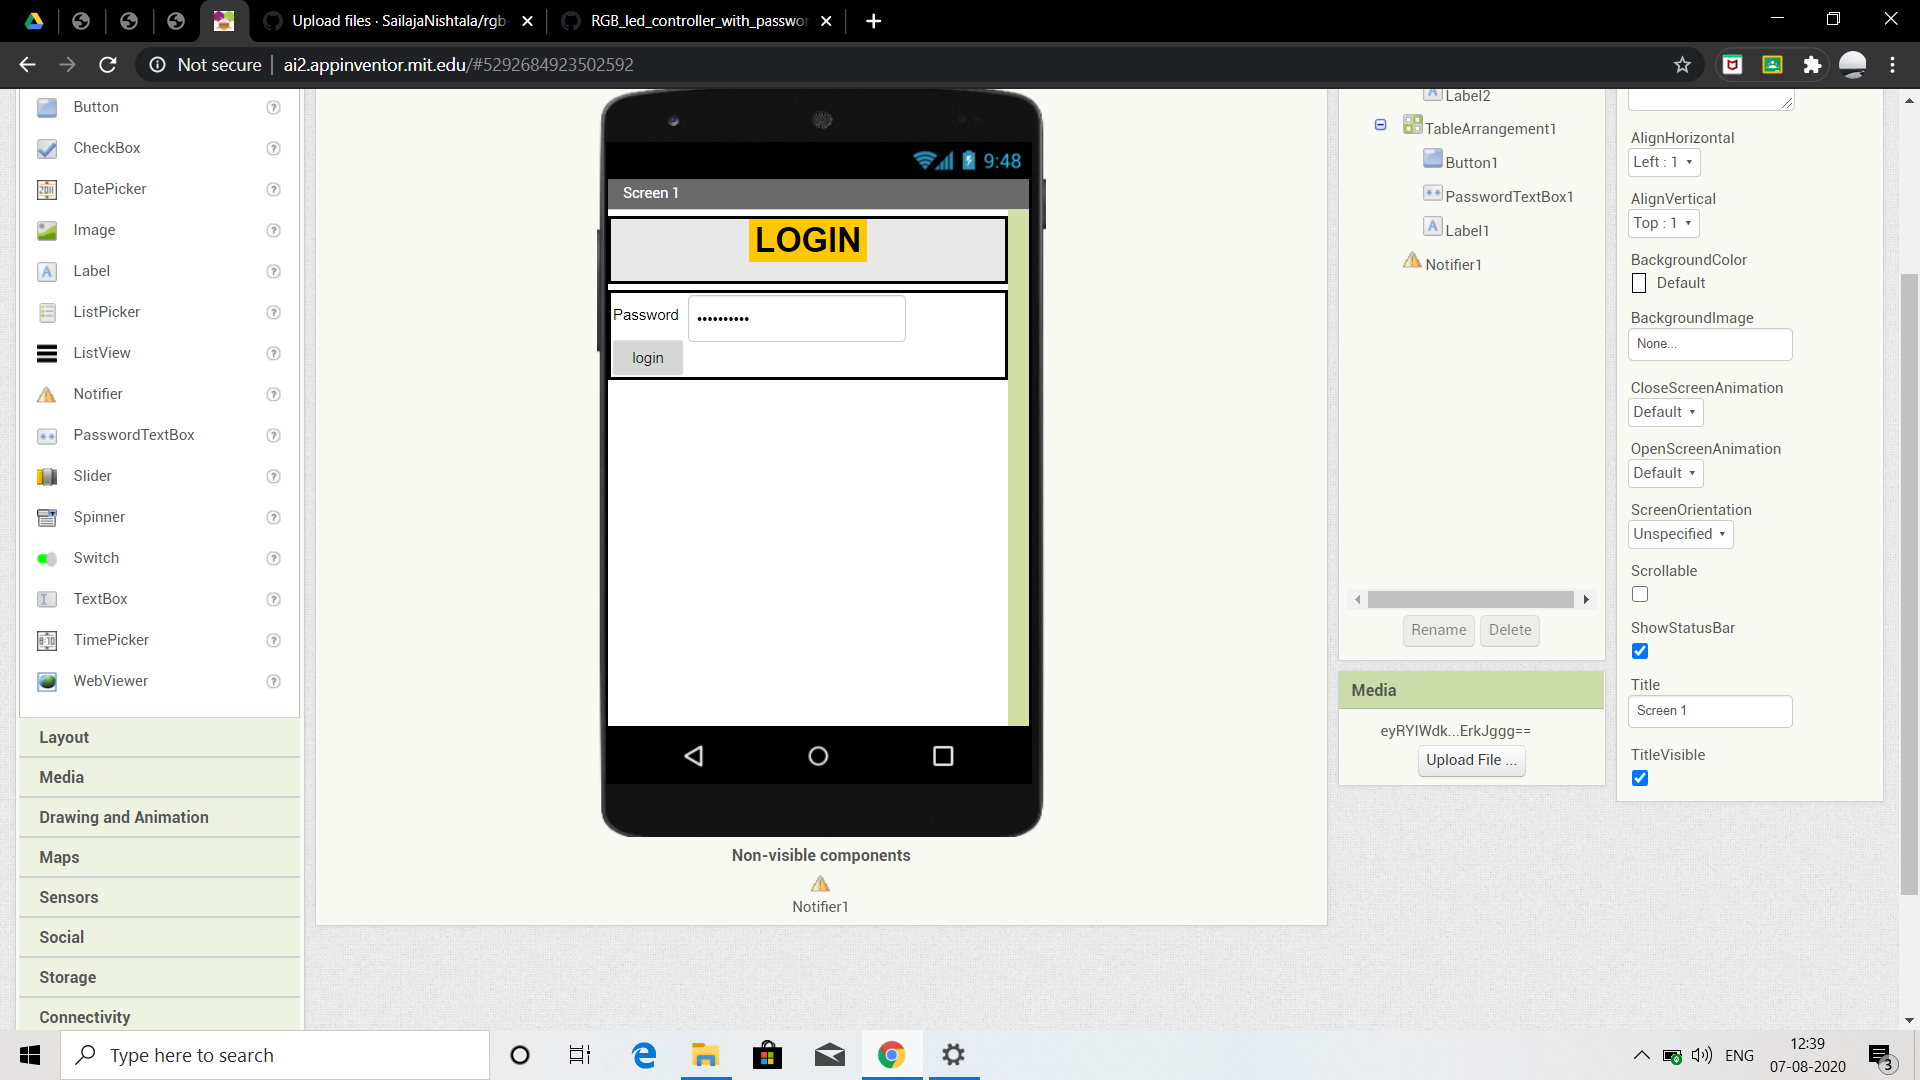 Upload files · SailajaNishtala/rgb-
RGB_led_controller_with_passwor
Not secure
ai2.appinventor.mit.edu/#5292684923502592
Button
CheckBox
DatePicker
Image
Label
ListPicker
ListView
Notifier
PasswordTextBox
Slider
Spinner
Switch
TextBox
TimePicker
WebViewer
Layout
Media
Drawing and Animation
Maps
Sensors
Social
Storage
Connectivity
9:48
Screen 1
LOGIN
Password
login
Non-visible components
Notifier1
Label2
TableArrangement1
Button1
PasswordTextBox1
Label1
Notifier1
Rename Delete
Media
eyRYIWdk...ErkJggg==
Upload File ...
AlignHorizontal
Left : 1
AlignVertical
Top : 1
BackgroundColor
Default
BackgroundImage
None...
CloseScreenAnimation
Default
OpenScreenAnimation
Default
ScreenOrientation
Unspecified
Scrollable
ShowStatusBar
Title
Screen 1
TitleVisible
Type here to search
ENG
12:39
07-08-2020
3